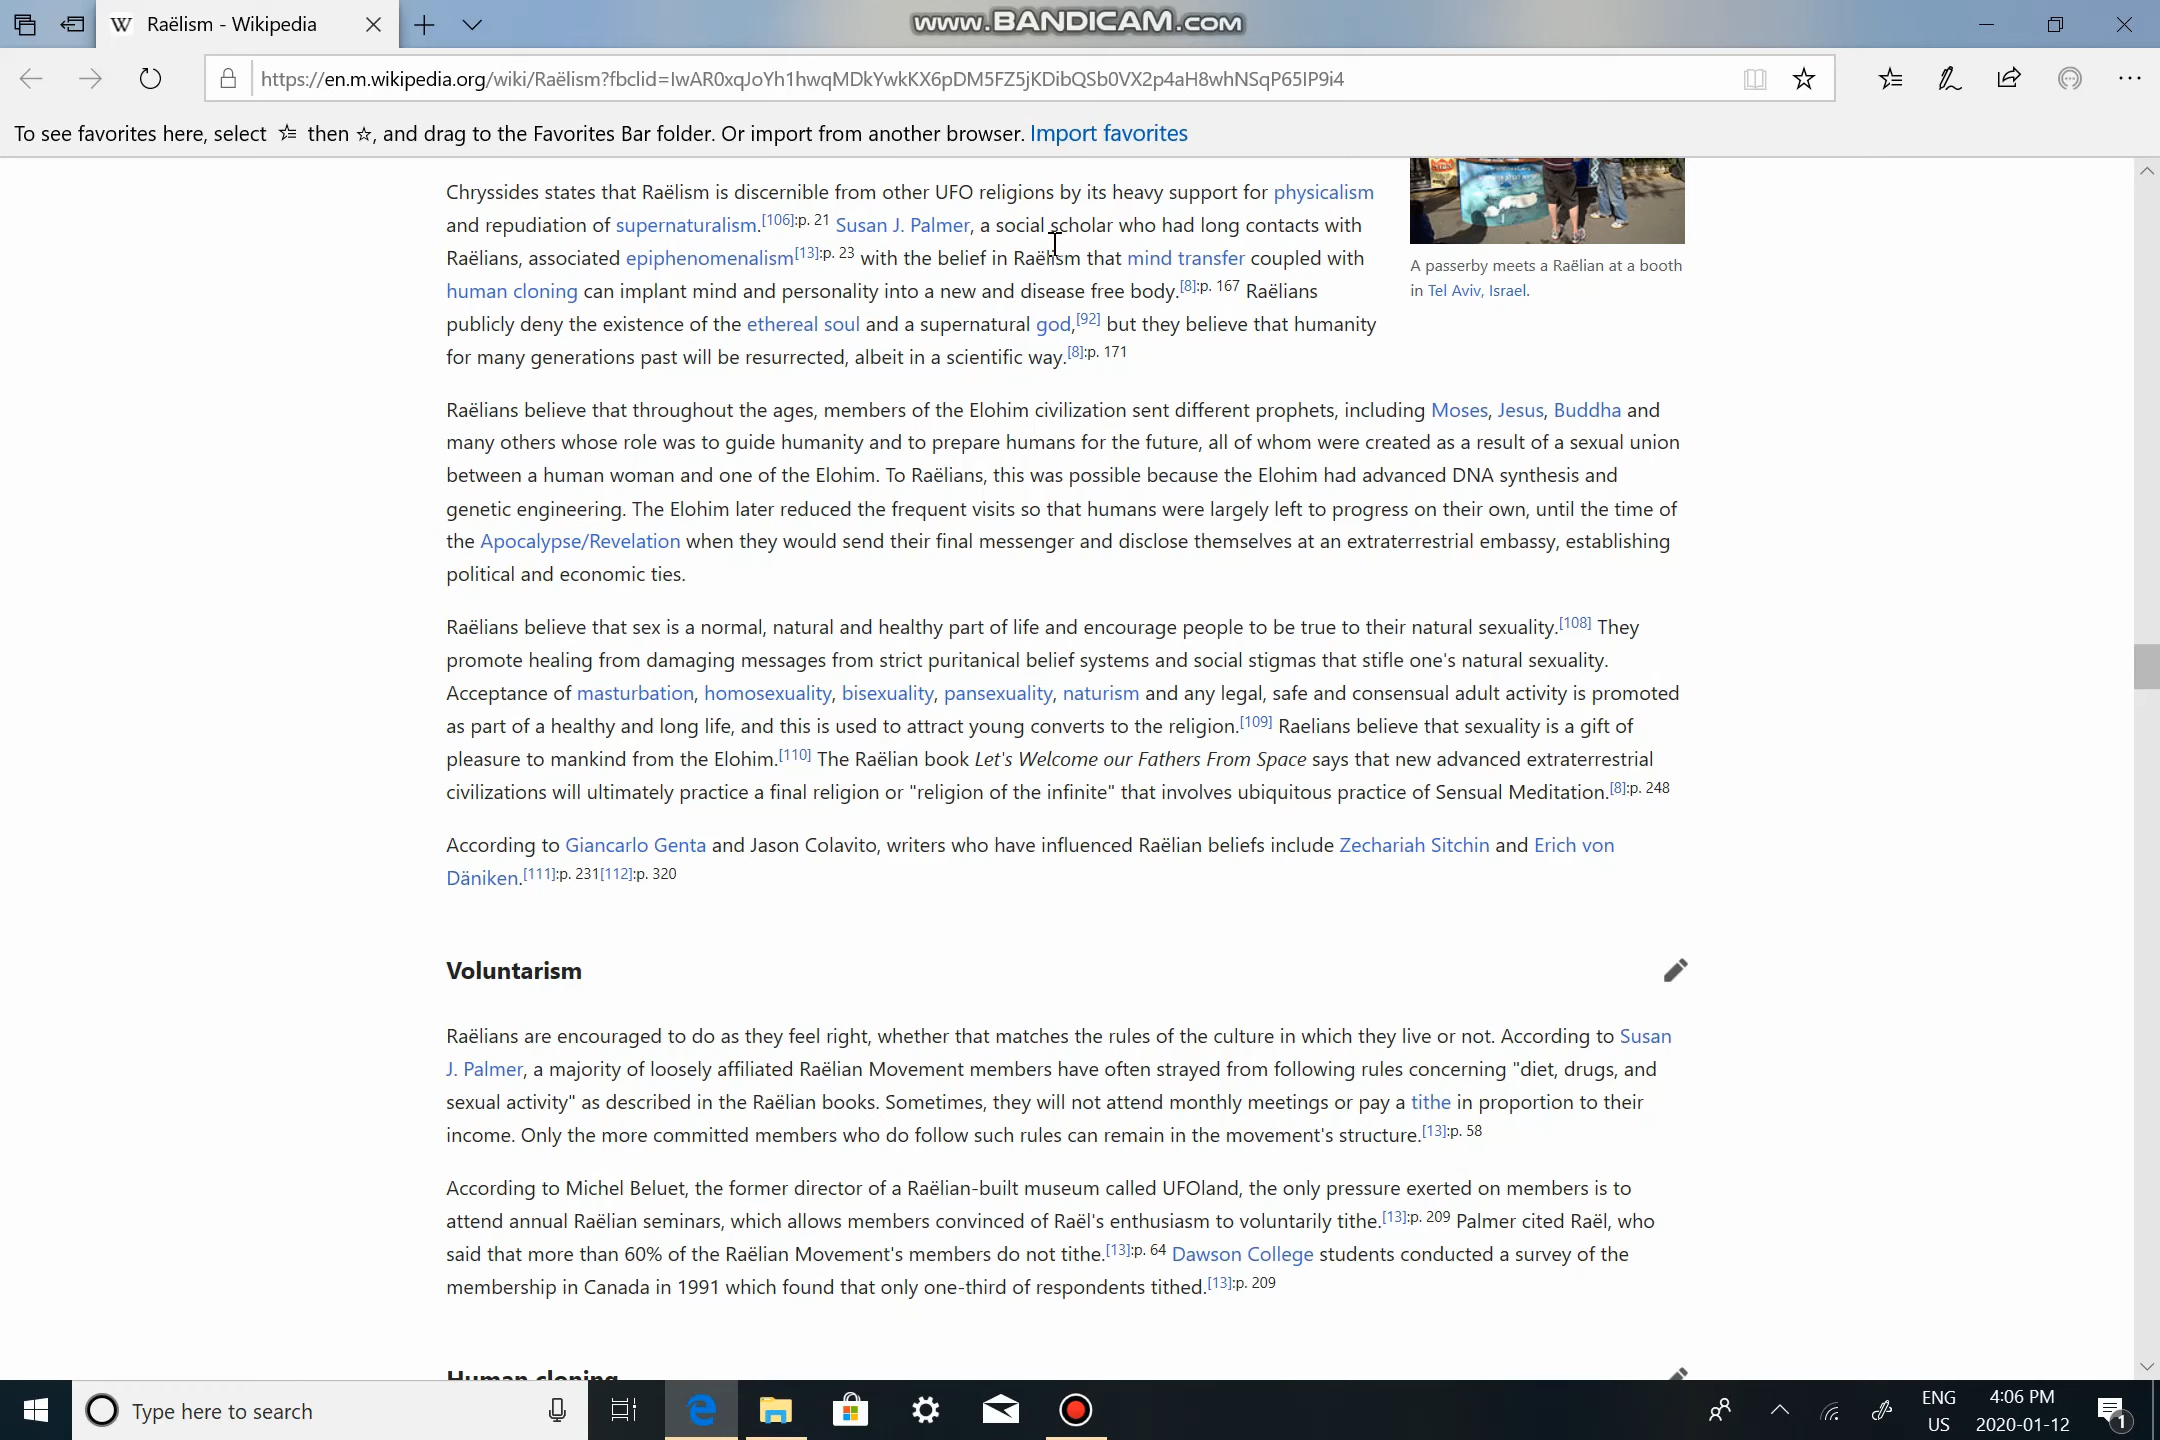 Raëlism - Wikipedia
www.BANDICAM.com
https://en.m.wikipedia.org/wiki/Raëlism?fbclid=IwAR0xqJoYh1hwqMDkYwkKX6pDM5FZ5jKDibQSb0VX2p4aH8whNSqP65IP9i4
To see favorites here, select then ☆, and drag to the Favorites Bar folder. Or import from another browser. Import favorites
Chryssides states that Raëlism is discernible from other UFO religions by its heavy support for physicalism
and repudiation of supernaturalism.[106]:p. 21 Susan J. Palmer, a social scholar who had long contacts with
Raëlians, associated epiphenomenalism[13]:p. 23 with the belief in Raëlism that mind transfer coupled with
human cloning can implant mind and personality into a new and disease free body.[8]:p. 167 Raëlians
publicly deny the existence of the ethereal soul and a supernatural god,[92] but they believe that humanity
for many generations past will be resurrected, albeit in a scientific way.[8]:p. 171
A passerby meets a Raëlian at a booth
in Tel Aviv, Israel.
Raëlians believe that throughout the ages, members of the Elohim civilization sent different prophets, including Moses, Jesus, Buddha and
many others whose role was to guide humanity and to prepare humans for the future, all of whom were created as a result of a sexual union
between a human woman and one of the Elohim. To Raëlians, this was possible because the Elohim had advanced DNA synthesis and
genetic engineering. The Elohim later reduced the frequent visits so that humans were largely left to progress on their own, until the time of
the Apocalypse/Revelation when they would send their final messenger and disclose themselves at an extraterrestrial embassy, establishing
political and economic ties.
Raëlians believe that sex is a normal, natural and healthy part of life and encourage people to be true to their natural sexuality.[108] They
promote healing from damaging messages from strict puritanical belief systems and social stigmas that stifle one's natural sexuality.
Acceptance of masturbation, homosexuality, bisexuality, pansexuality, naturism and any legal, safe and consensual adult activity is promoted
as part of a healthy and long life, and this is used to attract young converts to the religion.[109] Raelians believe that sexuality is a gift of
pleasure to mankind from the Elohim.[110] The Raëlian book Let's Welcome our Fathers From Space says that new advanced extraterrestrial
civilizations will ultimately practice a final religion or "religion of the infinite" that involves ubiquitous practice of Sensual Meditation.[8]:p. 248
According to Giancarlo Genta and Jason Colavito, writers who have influenced Raëlian beliefs include Zechariah Sitchin and Erich von
Däniken.[111]:p. 231[112]:p. 320
Voluntarism
Raëlians are encouraged to do as they feel right, whether that matches the rules of the culture in which they live or not. According to Susan
J. Palmer, a majority of loosely affiliated Raëlian Movement members have often strayed from following rules concerning "diet, drugs, and
sexual activity" as described in the Raëlian books. Sometimes, they will not attend monthly meetings or pay a tithe in proportion to their
income. Only the more committed members who do follow such rules can remain in the movement's structure.[13]:p. 58
According to Michel Beluet, the former director of a Raëlian-built museum called UFOland, the only pressure exerted on members is to
attend annual Raëlian seminars, which allows members convinced of Raël's enthusiasm to voluntarily tithe.[13]:p. 209 Palmer cited Raël, who
said that more than 60% of the Raëlian Movement's members do not tithe.[13]:p. 64 Dawson College students conducted a survey of the
membership in Canada in 1991 which found that only one-third of respondents tithed.[13]:p. 209
Human cloning
Type here to search
ENG
US
4:06 PM
2020-01-12
1